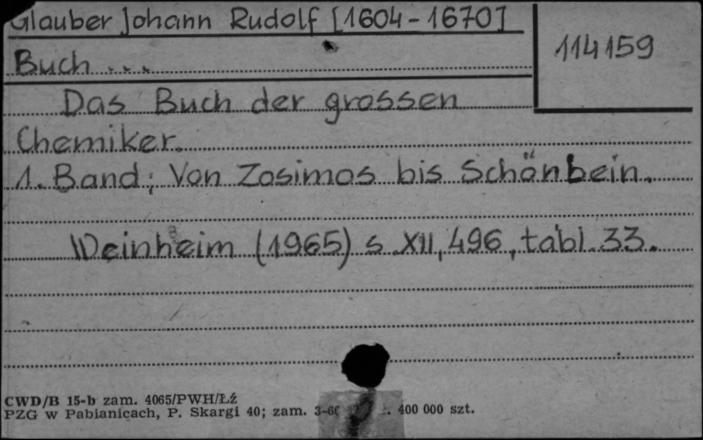 Glauber Johann Rudolf [1604-1670]
114159
Buch...
Das Buch der grossen
Chemiker.
1. Band: Von Zosimos bis Schönbein.
Weinheim (1965) s. XII, 496, tabl. 33.
CWD/B 15-b zam. 4065/PWH/Łź
PZG w Pabianicach, P. Skargi 40; zam. 400 000 szt.